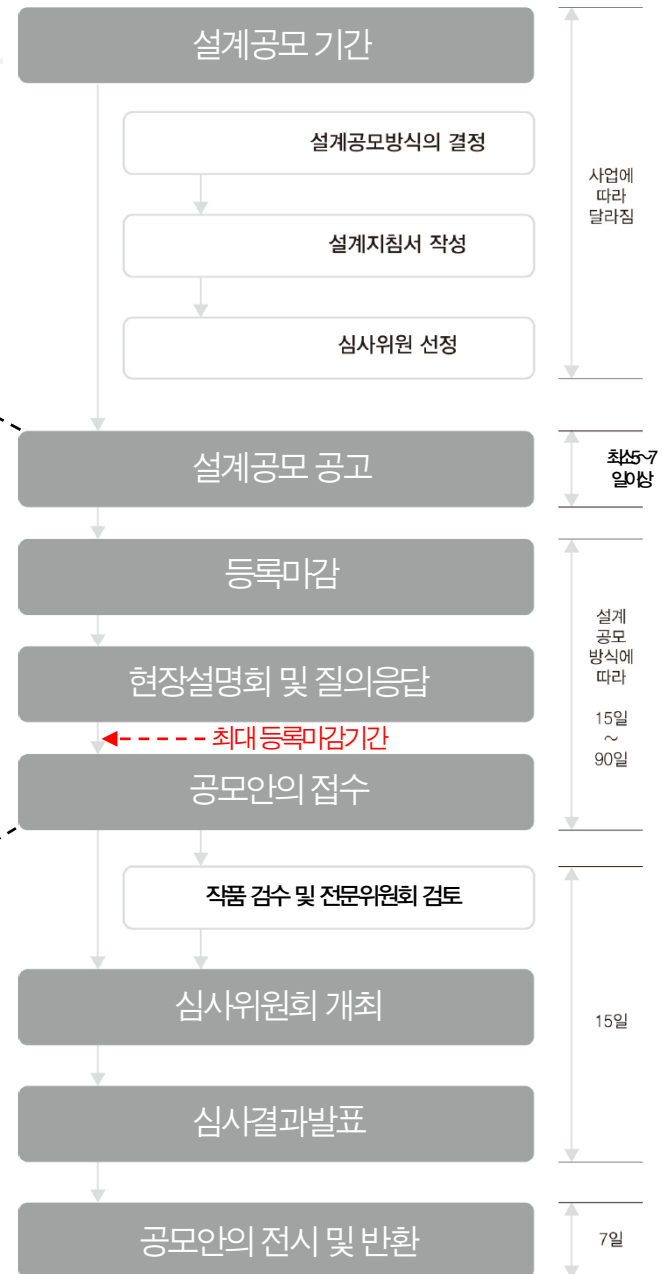 설계공모 기간
설계공모방식의 결정
사업에
따라
달라짐
설계지침서 작성
심사위원 선정
설계공모 공고
최소5~7
일이상
등록마감
설계
공모
방식에
따라
15일
~
90일
현장설명회 및 질의응답
최대 등록마감기간
공모안의 접수
작품 검수 및 전문위원회 검토
심사위원회 개최
15일
심사결과발표
공모안의 전시 및 반환
7일